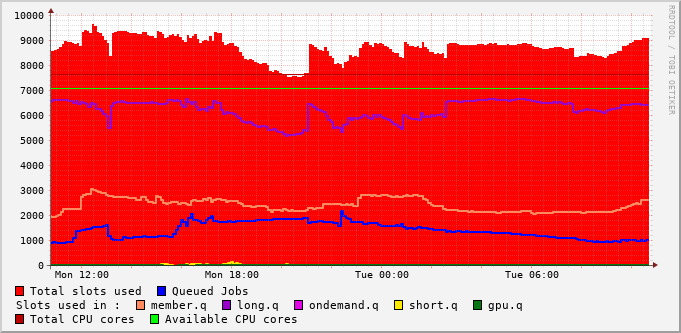 10000
9000
8000
7000
6000
5000
4000
3000
2000
1000
0
Mon 12:00 Mon 18:00 Tue 00:00 Tue 06:00
RRDTOOL / TOBI OETIKER
Total slots used Queued Jobs
Slots used in : member.q long.q ondemand.q short.q gpu.q
Total CPU cores Available CPU cores